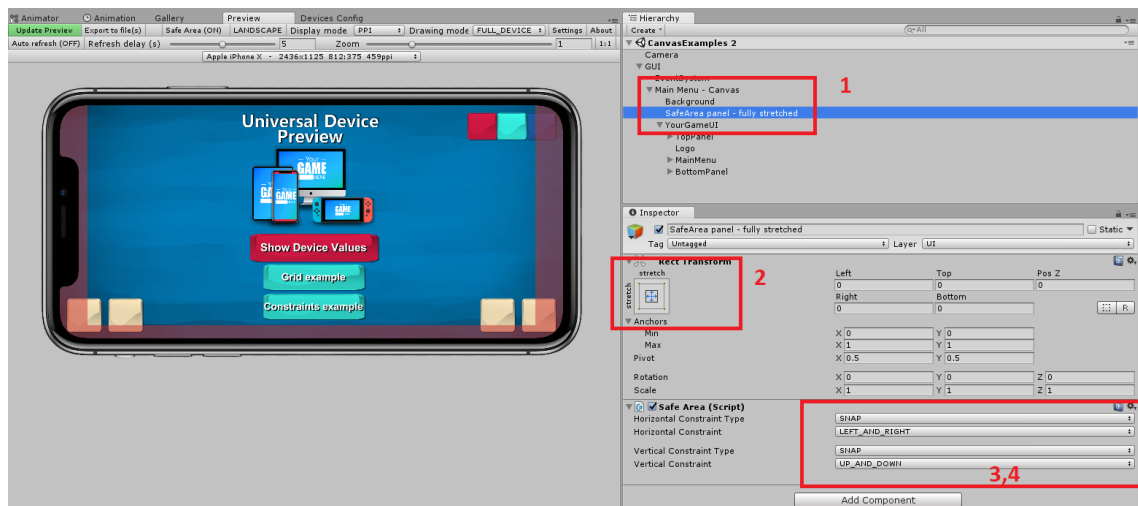 Animator Animation Gallery Preview Devices Config
Update Preview Export to file(s) Safe Area (ON) LANDSCAPE Display mode PPI Drawing mode FULL_DEVICE Settings About
Auto refresh (OFF) Refresh delay (s) 5 Zoom 1 1:1
Apple iPhone X - 2436x1125 812:375 459ppi
Universal Device
Preview
Your
GAME
HERE
Show Device Values
Grid example
Constraints example
Hierarchy
Create All
CanvasExamples 2
Camera
GUI
EventSystem
Main Menu - Canvas
Background
SafeArea panel - fully stretched
YourGameUI
TopPanel
Logo
MainMenu
BottomPanel
1
Inspector
SafeArea panel - fully stretched Static
Tag Untagged Layer UI
Rect Transform
stretch
stretch
2
Left Top Pos Z
0 0 0
Right Bottom
0 0 R
Anchors
Min X 0 Y 0
Max X 1 Y 1
Pivot X 0.5 Y 0.5
Rotation X 0 Y 0 Z 0
Scale X 1 Y 1 Z 1
Safe Area (Script)
Horizontal Constraint Type SNAP
Horizontal Constraint LEFT_AND_RIGHT
Vertical Constraint Type SNAP
Vertical Constraint UP_AND_DOWN
3,4
Add Component